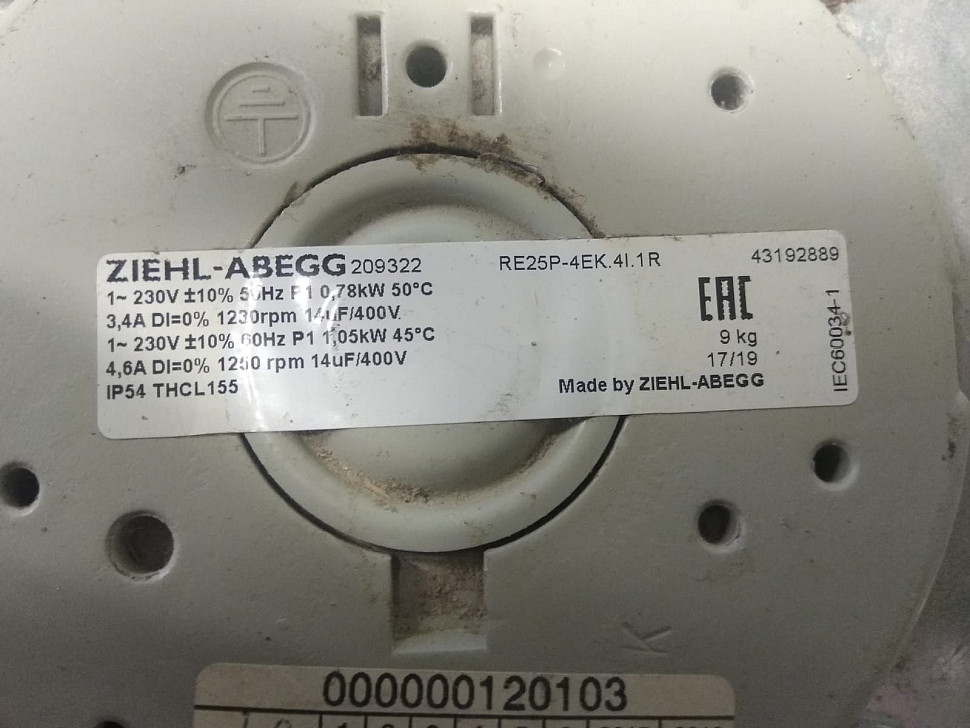 ZIEHL-ABEGG 209322 RE25P-4EK.4I.1R 43192889
1~ 230V ±10% 50Hz P1 0,78kW 50°C
3,4A DI=0% 1230rpm 14uF/400V
1~ 230V ±10% 60Hz P1 1,05kW 45°C
4,6A DI=0% 1250 rpm 14uF/400V
IP54 THCL155
EAC
9 kg
17/19
Made by ZIEHL-ABEGG
IEC60034-1
K
000000120103